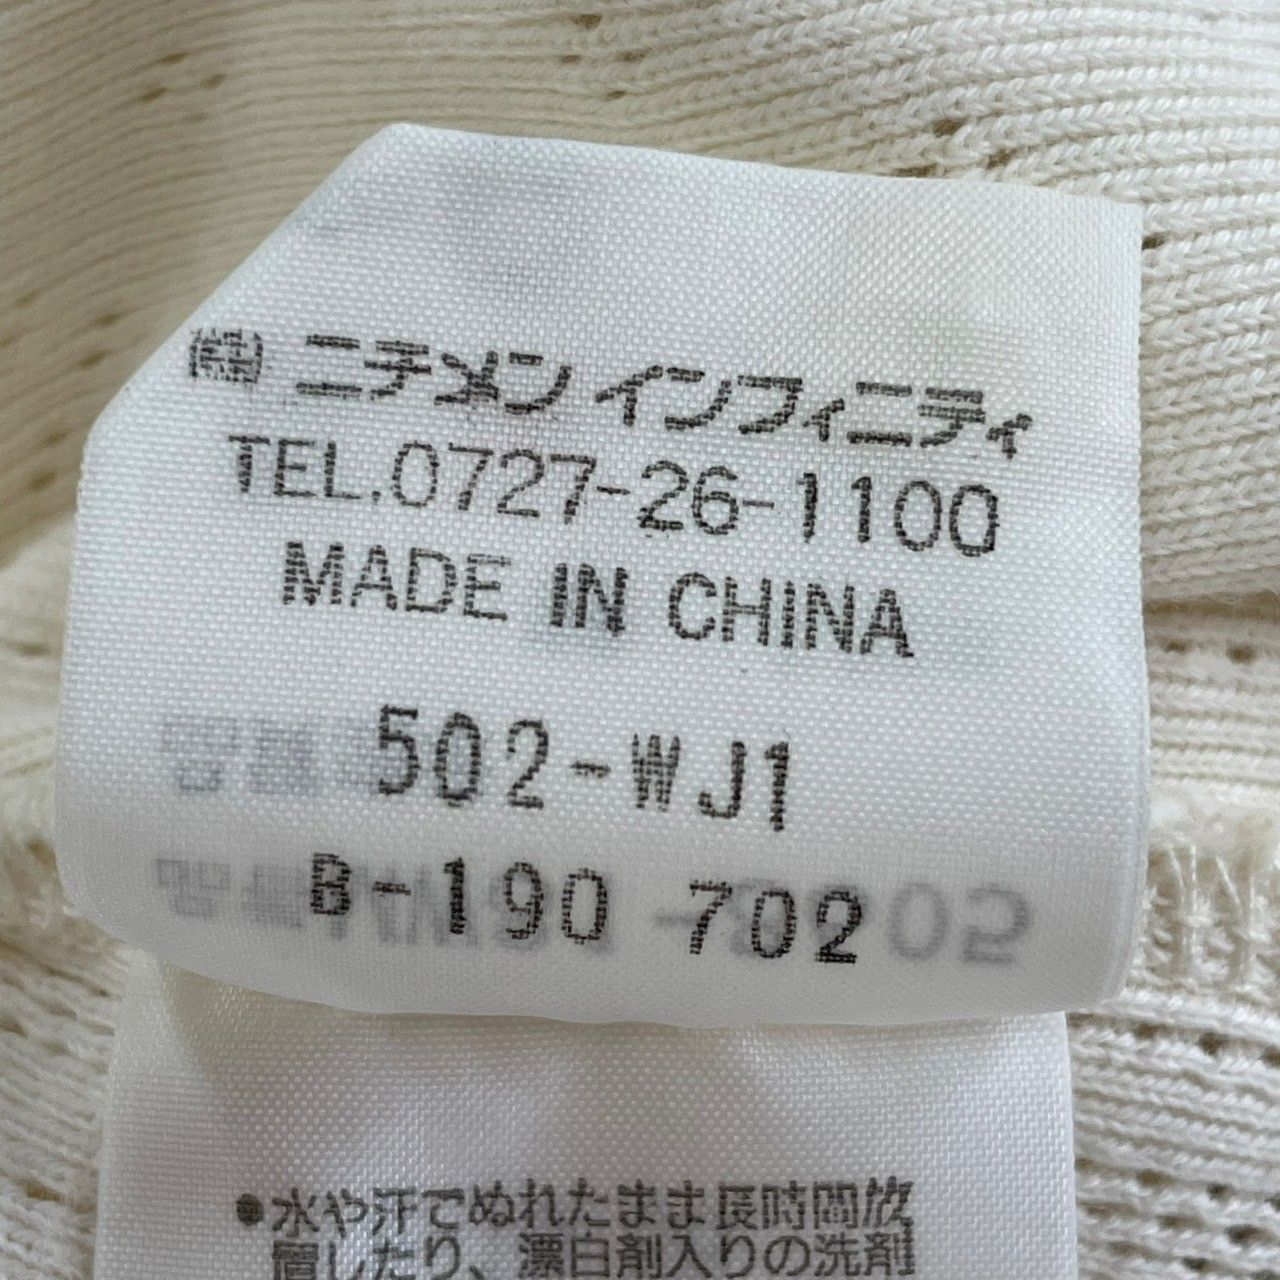 ㈱ ニチメン インフィニティ
TEL.0727-26-1100
MADE IN CHINA
502-WJ1
B-190 702
●水や汗でぬれたまま長時間放
置したり、漂白剤入りの洗剤